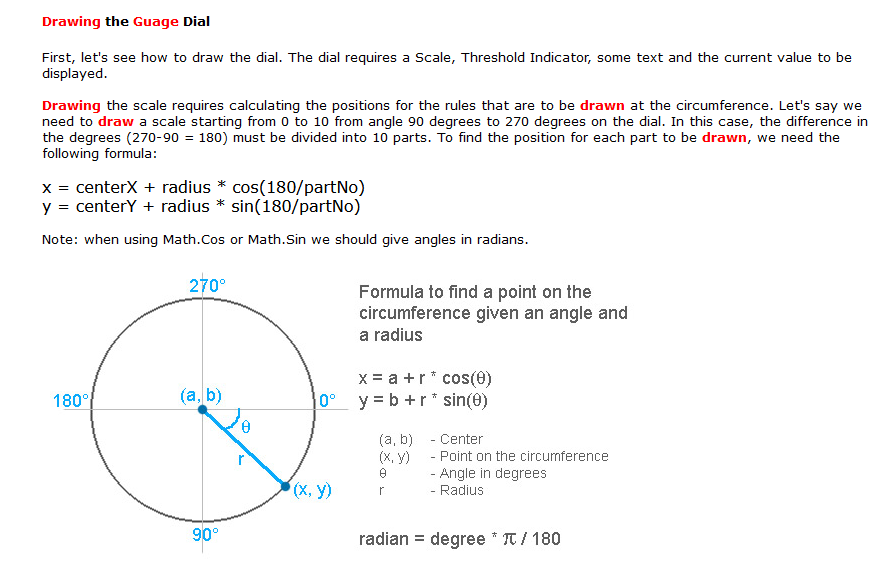 Drawing the Guage Dial
First, let's see how to draw the dial. The dial requires a Scale, Threshold Indicator, some text and the current value to be
displayed.
Drawing the scale requires calculating the positions for the rules that are to be drawn at the circumference. Let's say we
need to draw a scale starting from 0 to 10 from angle 90 degrees to 270 degrees on the dial. In this case, the difference in
the degrees (270-90 = 180) must be divided into 10 parts. To find the position for each part to be drawn, we need the
following formula:
x = centerX + radius * cos(180/partNo)
y = centerY + radius * sin(180/partNo)
Note: when using Math.Cos or Math.Sin we should give angles in radians.
270°
180°
(a, b)
0°
θ
r
(x, y)
90°
Formula to find a point on the
circumference given an angle and
a radius
x = a + r * cos(θ)
y = b + r * sin(θ)
(a, b) - Center
(x, y) - Point on the circumference
θ - Angle in degrees
r - Radius
radian = degree * π / 180